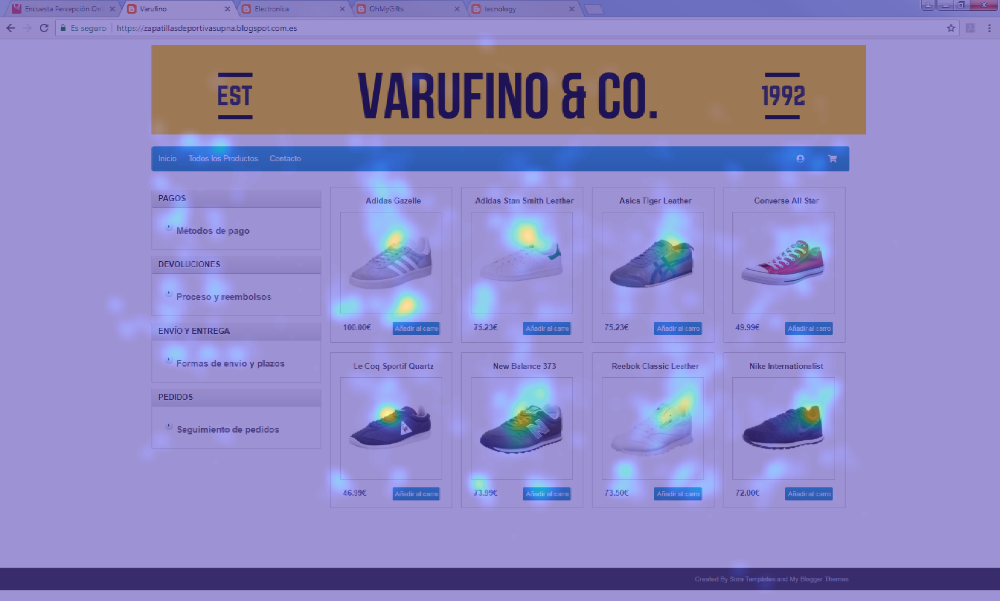 Encuesta Percepción Onl
Varufino
Electronica
OhMyGifts
tecnology
Es seguro
https://zapatillasdeportivasupna.blogspot.com.es
EST
VARUFINO & CO.
1992
Inicio
Todos los Productos
Contacto
PAGOS
Métodos de pago
DEVOLUCIONES
Proceso y reembolsos
ENVÍO Y ENTREGA
Formas de envio y plazos
PEDIDOS
Seguimiento de pedidos
Adidas Gazelle
Adidas Stan Smith Leather
Asics Tiger Leather
Converse All Star
100.00€ Añadir al carro
75.23€ Añadir al carro
75.23€ Añadir al carro
49.99€ Añadir al carro
Le Coq Sportif Quartz
New Balance 373
Reebok Classic Leather
Nike Internationalist
N
46.99€ Añadir al carro
73.99€ Añadir al carro
73.50€ Añadir al carro
72.00€ Añadir al carro
Created By Sora Templates and My Blogger Themes